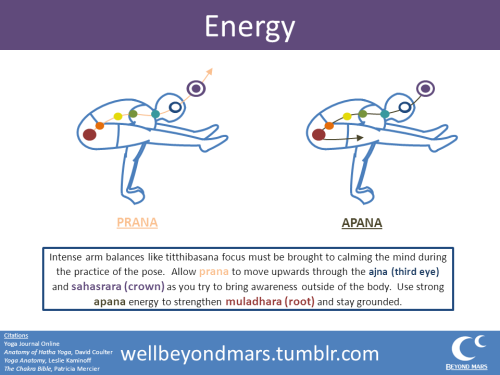 Energy
PRANA
APANA
Intense arm balances like titthibasana focus must be brought to calming the mind during
the practice of the pose. Allow prana to move upwards through the ajna (third eye)
and sahasrara (crown) as you try to bring awareness outside of the body. Use strong
apana energy to strengthen muladhara (root) and stay grounded.
Citations
Yoga Journal Online
Anatomy of Hatha Yoga, David Coulter
Yoga Anatomy, Leslie Kaminoff
The Chakra Bible, Patricia Mercier
wellbeyondmars.tumblr.com
BEYOND MARS